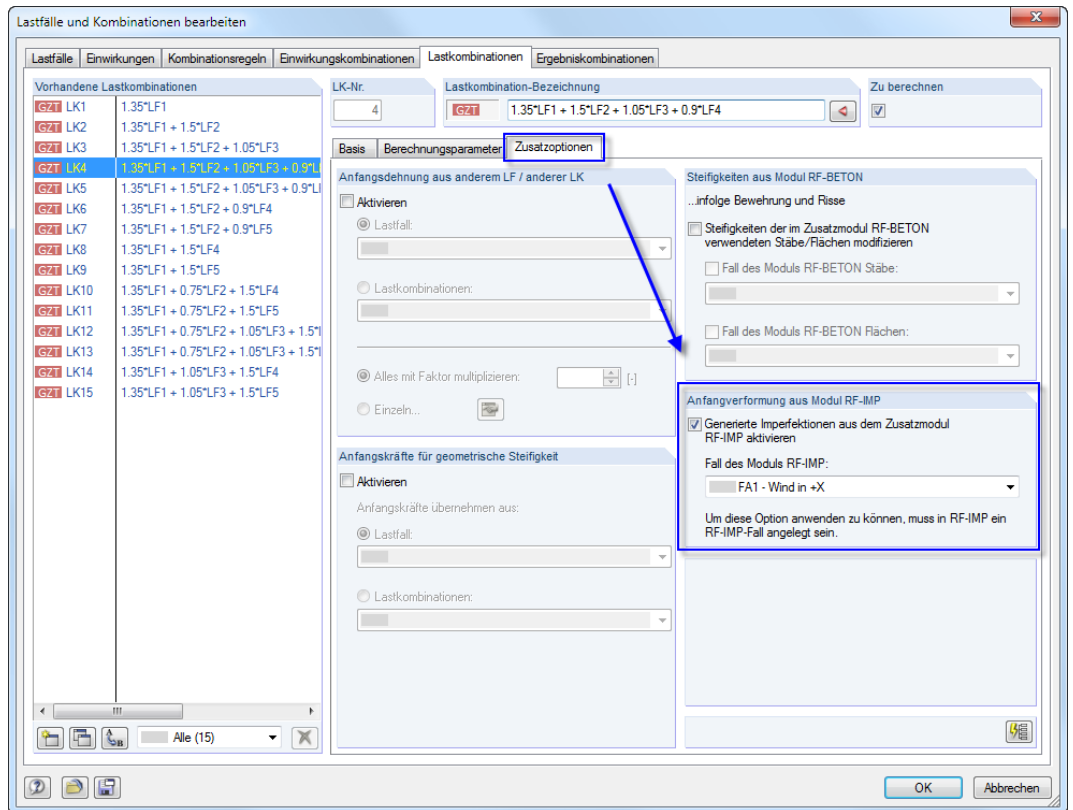 Lastfälle und Kombinationen bearbeiten
Lastfälle Einwirkungen Kombinationsregeln Einwirkungskombinationen Lastkombinationen Ergebniskombinationen
Vorhandene Lastkombinationen
GZT LK1 1.35*LF1
GZT LK2 1.35*LF1 + 1.5*LF2
GZT LK3 1.35*LF1 + 1.5*LF2 + 1.05*LF3
GZT LK4 1.35*LF1 + 1.5*LF2 + 1.05*LF3 + 0.9*L
GZT LK5 1.35*LF1 + 1.5*LF2 + 1.05*LF3 + 0.9*LI
GZT LK6 1.35*LF1 + 1.5*LF2 + 0.9*LF4
GZT LK7 1.35*LF1 + 1.5*LF2 + 0.9*LF5
GZT LK8 1.35*LF1 + 1.5*LF4
GZT LK9 1.35*LF1 + 1.5*LF5
GZT LK10 1.35*LF1 + 0.75*LF2 + 1.5*LF4
GZT LK11 1.35*LF1 + 0.75*LF2 + 1.5*LF5
GZT LK12 1.35*LF1 + 0.75*LF2 + 1.05*LF3 + 1.5*l
GZT LK13 1.35*LF1 + 0.75*LF2 + 1.05*LF3 + 1.5*l
GZT LK14 1.35*LF1 + 1.05*LF3 + 1.5*LF4
GZT LK15 1.35*LF1 + 1.05*LF3 + 1.5*LF5
Alle (15)
LK-Nr.
4
Lastkombination-Bezeichnung
GZT 1.35*LF1 + 1.5*LF2 + 1.05*LF3 + 0.9*LF4
Zu berechnen
Basis Berechnungsparameter Zusatzoptionen
Anfangsdehnung aus anderem LF / anderer LK
Aktivieren
Lastfall:
Lastkombinationen:
Alles mit Faktor multiplizieren: [-]
Einzeln...
Anfangskräfte für geometrische Steifigkeit
Aktivieren
Anfangskräfte übernehmen aus:
Lastfall:
Lastkombinationen:
Steifigkeiten aus Modul RF-BETON
...infolge Bewehrung und Risse
Steifigkeiten der im Zusatzmodul RF-BETON
verwendeten Stäbe/Flächen modifizieren
Fall des Moduls RF-BETON Stäbe:
Fall des Moduls RF-BETON Flächen:
Anfangverformung aus Modul RF-IMP
Generierte Imperfektionen aus dem Zusatzmodul
RF-IMP aktivieren
Fall des Moduls RF-IMP:
FA1 - Wind in +X
Um diese Option anwenden zu können, muss in RF-IMP ein
RF-IMP-Fall angelegt sein.
OK Abbrechen